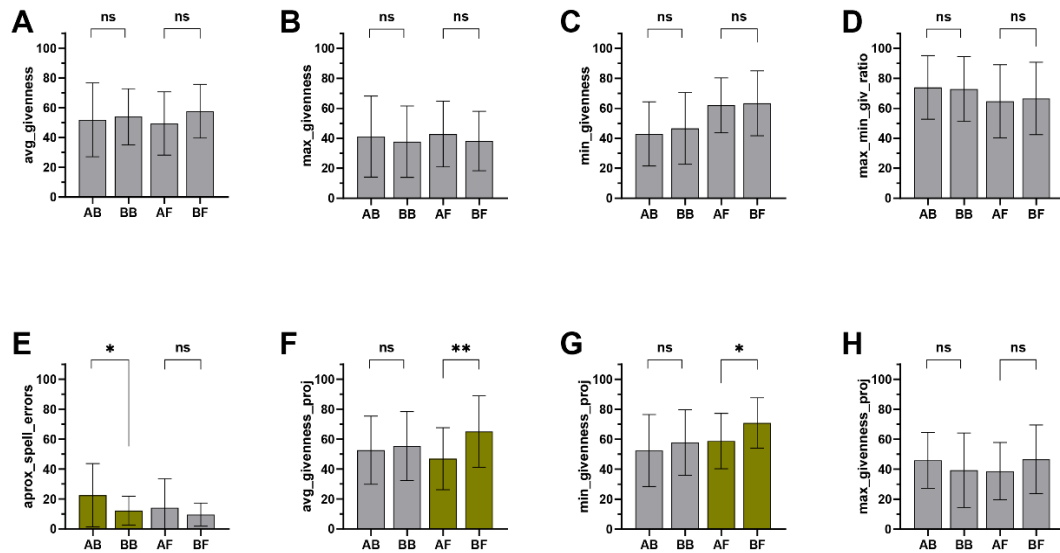 A
ns
ns
avg_givenness
100
80
60
40
20
0
AB BB AF BF
B
ns
ns
max_givenness
100
80
60
40
20
0
AB BB AF BF
C
ns
ns
min_givenness
100
80
60
40
20
0
AB BB AF BF
D
ns
ns
max_min_giv_ratio
100
80
60
40
20
0
AB BB AF BF
E
*
ns
aprox_spell_errors
100
80
60
40
20
0
AB BB AF BF
F
ns
**
avg_givenness_proj
100
80
60
40
20
0
AB BB AF BF
G
ns
*
min_givenness_proj
100
80
60
40
20
0
AB BB AF BF
H
ns
ns
max_givenness_proj
100
80
60
40
20
0
AB BB AF BF